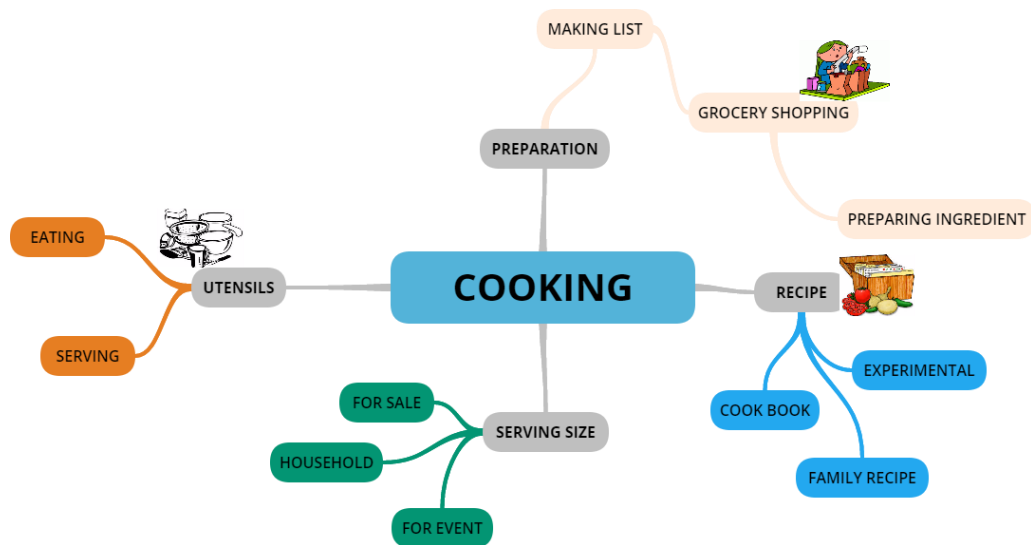 MAKING LIST
GROCERY SHOPPING
PREPARATION
PREPARING INGREDIENT
EATING
UTENSILS
COOKING
RECIPE
SERVING
EXPERIMENTAL
FOR SALE
COOK BOOK
SERVING SIZE
HOUSEHOLD
FAMILY RECIPE
FOR EVENT